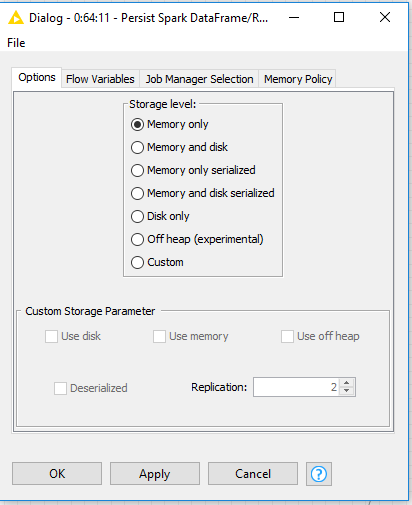 Dialog - 0:64:11 - Persist Spark DataFrame/R...
File
Options Flow Variables Job Manager Selection Memory Policy
Storage level:
Memory only
Memory and disk
Memory only serialized
Memory and disk serialized
Disk only
Off heap (experimental)
Custom
Custom Storage Parameter
Use disk Use memory Use off heap
Deserialized Replication: 2
OK Apply Cancel ?